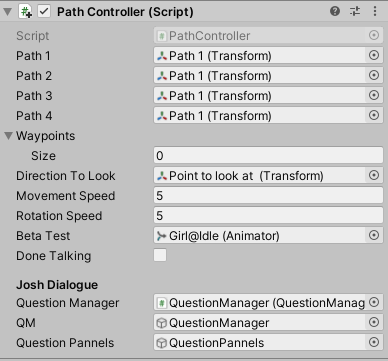 Path Controller (Script)
Script PathController
Path 1 Path 1 (Transform)
Path 2 Path 1 (Transform)
Path 3 Path 1 (Transform)
Path 4 Path 1 (Transform)
Waypoints
Size 0
Direction To Look Point to look at (Transform)
Movement Speed 5
Rotation Speed 5
Beta Test Girl@Idle (Animator)
Done Talking
Josh Dialogue
Question Manager QuestionManager (QuestionManag
QM QuestionManager
Question Pannels QuestionPannels